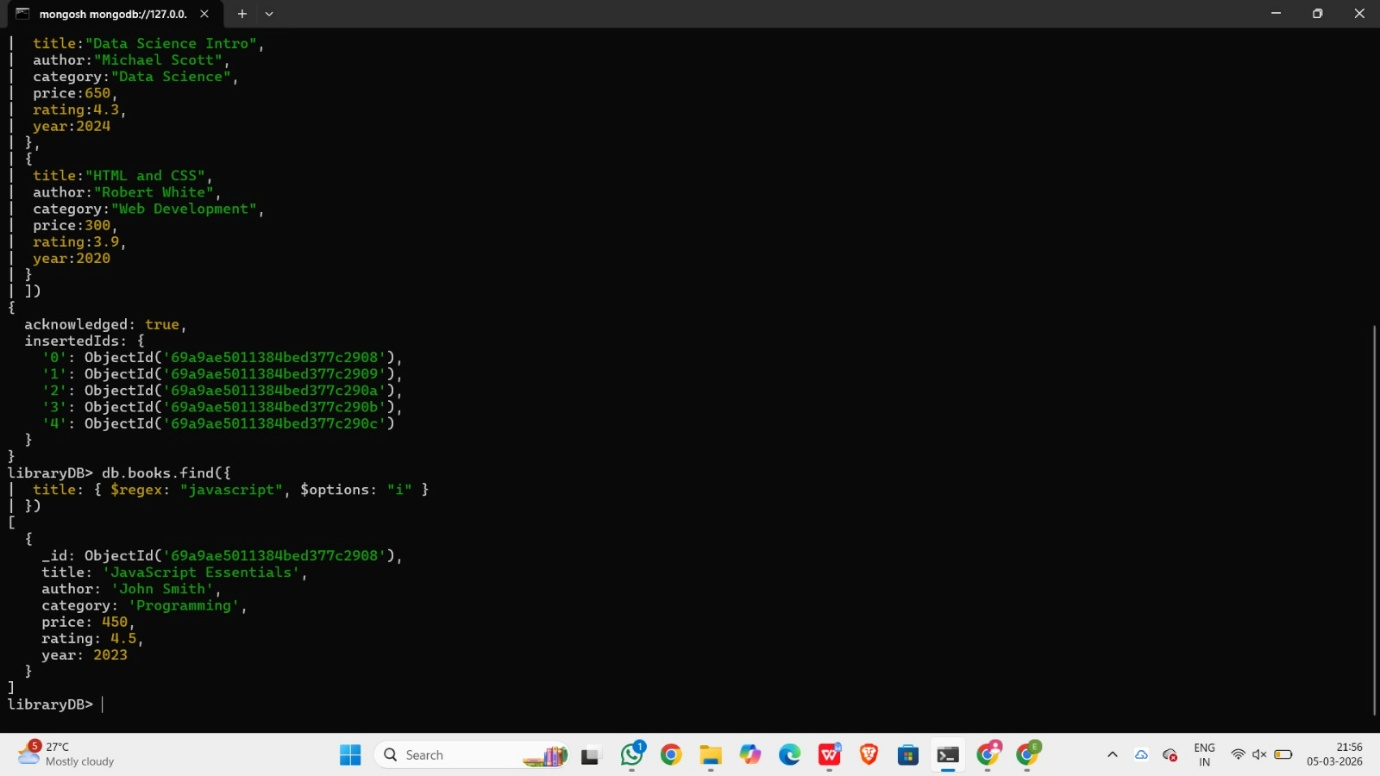 mongosh mongodb://127.0.0.
| title:"Data Science Intro",
| author:"Michael Scott",
| category:"Data Science",
| price:650,
| rating:4.3,
| year:2024
| },
| {
| title:"HTML and CSS",
| author:"Robert White",
| category:"Web Development",
| price:300,
| rating:3.9,
| year:2020
| }
| ])
{
  acknowledged: true,
  insertedIds: {
    '0': ObjectId('69a9ae5011384bed377c2908'),
    '1': ObjectId('69a9ae5011384bed377c2909'),
    '2': ObjectId('69a9ae5011384bed377c290a'),
    '3': ObjectId('69a9ae5011384bed377c290b'),
    '4': ObjectId('69a9ae5011384bed377c290c')
  }
}
libraryDB> db.books.find({
|  title: { $regex: "javascript", $options: "i" }
| })
[
  {
    _id: ObjectId('69a9ae5011384bed377c2908'),
    title: 'JavaScript Essentials',
    author: 'John Smith',
    category: 'Programming',
    price: 450,
    rating: 4.5,
    year: 2023
  }
]
libraryDB>
5
27°C
Mostly cloudy
Search
1
E
ENG
IN
21:56
05-03-2026